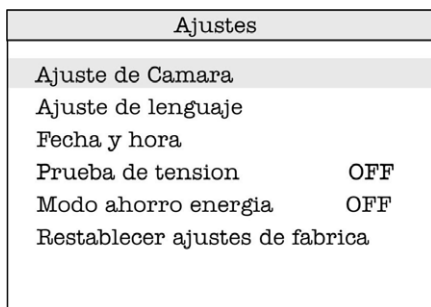 Ajustes
Ajuste de Camara
Ajuste de lenguaje
Fecha y hora
Prueba de tension OFF
Modo ahorro energia OFF
Restablecer ajustes de fabrica